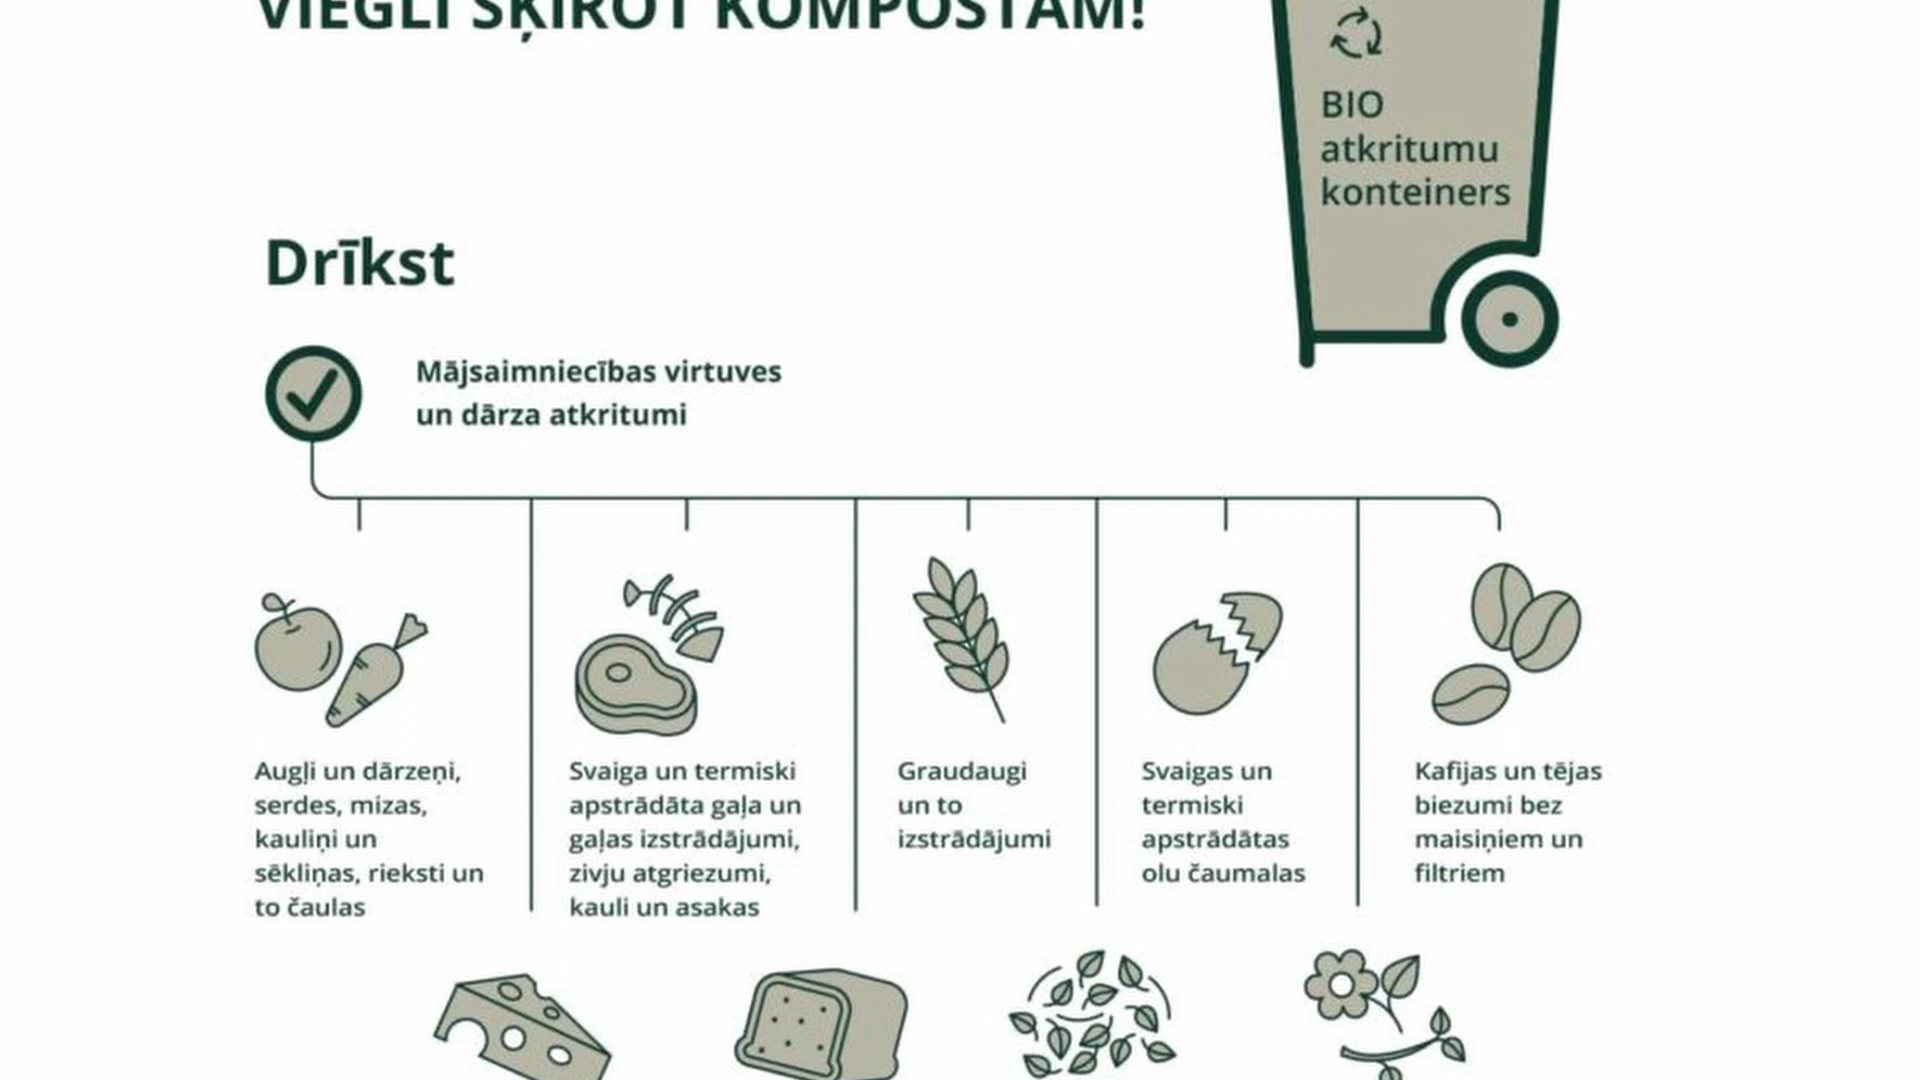 VIEGLI ŠĶIROT KOMPOSTAM!
BIO
atkritumu
konteiners
Drīkst
Mājsaimniecības virtuves
un dārza atkritumi
Augļi un dārzeņi,
serdes, mizas,
kauliņi un
sēkliņas, rieksti un
to čaulas
Svaiga un termiski
apstrādāta gaļa un
gaļas izstrādājumi,
zivju atgriezumi,
kauli un asakas
Graudaugi
un to
izstrādājumi
Svaigas un
termiski
apstrādātas
olu čaumalas
Kafijas un tējas
biezumi bez
maisiņiem un
filtriem